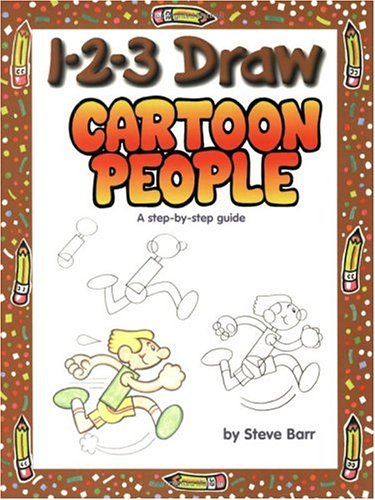 1-2-3 Draw
CARTOON
PEOPLE
A step-by-step guide
by Steve Barr